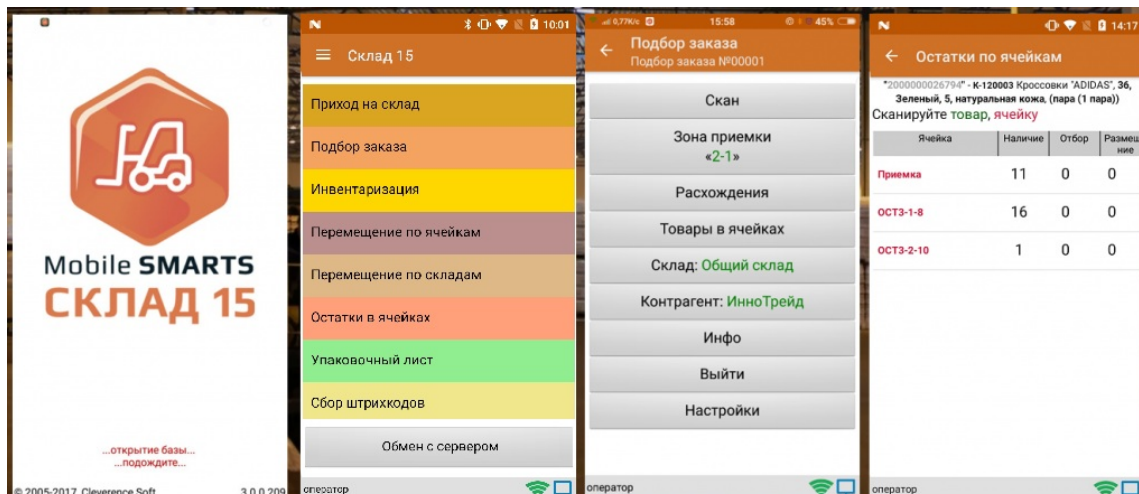 Mobile SMARTS
СКЛАД 15
...открытие базы...
...подождите...
© 2005-2017, Cleverence Soft
3.0.0.209
10:01
Склад 15
Приход на склад
Подбор заказа
Инвентаризация
Перемещение по ячейкам
Перемещение по складам
Остатки в ячейках
Упаковочный лист
Сбор штрихкодов
Обмен с сервером
оператор
0,77K/s
15:58
45%
Подбор заказа
Подбор заказа №00001
Скан
Зона приемки
«2-1»
Расхождения
Товары в ячейках
Склад: Общий склад
Контрагент: ИнноТрейд
Инфо
Выйти
Настройки
оператор
14:17
Остатки по ячейкам
"2000000026794" - К-120003 Кроссовки "ADIDAS", 36,
Зеленый, 5, натуральная кожа, (пара (1
пара))
Сканируйте товар, ячейку
Ячейка Наличие Отбор Размещ
ние
Приемка 11 0 0
ОСТ3-1-8 16 0 0
ОСТ3-2-10 1 0 0
оператор